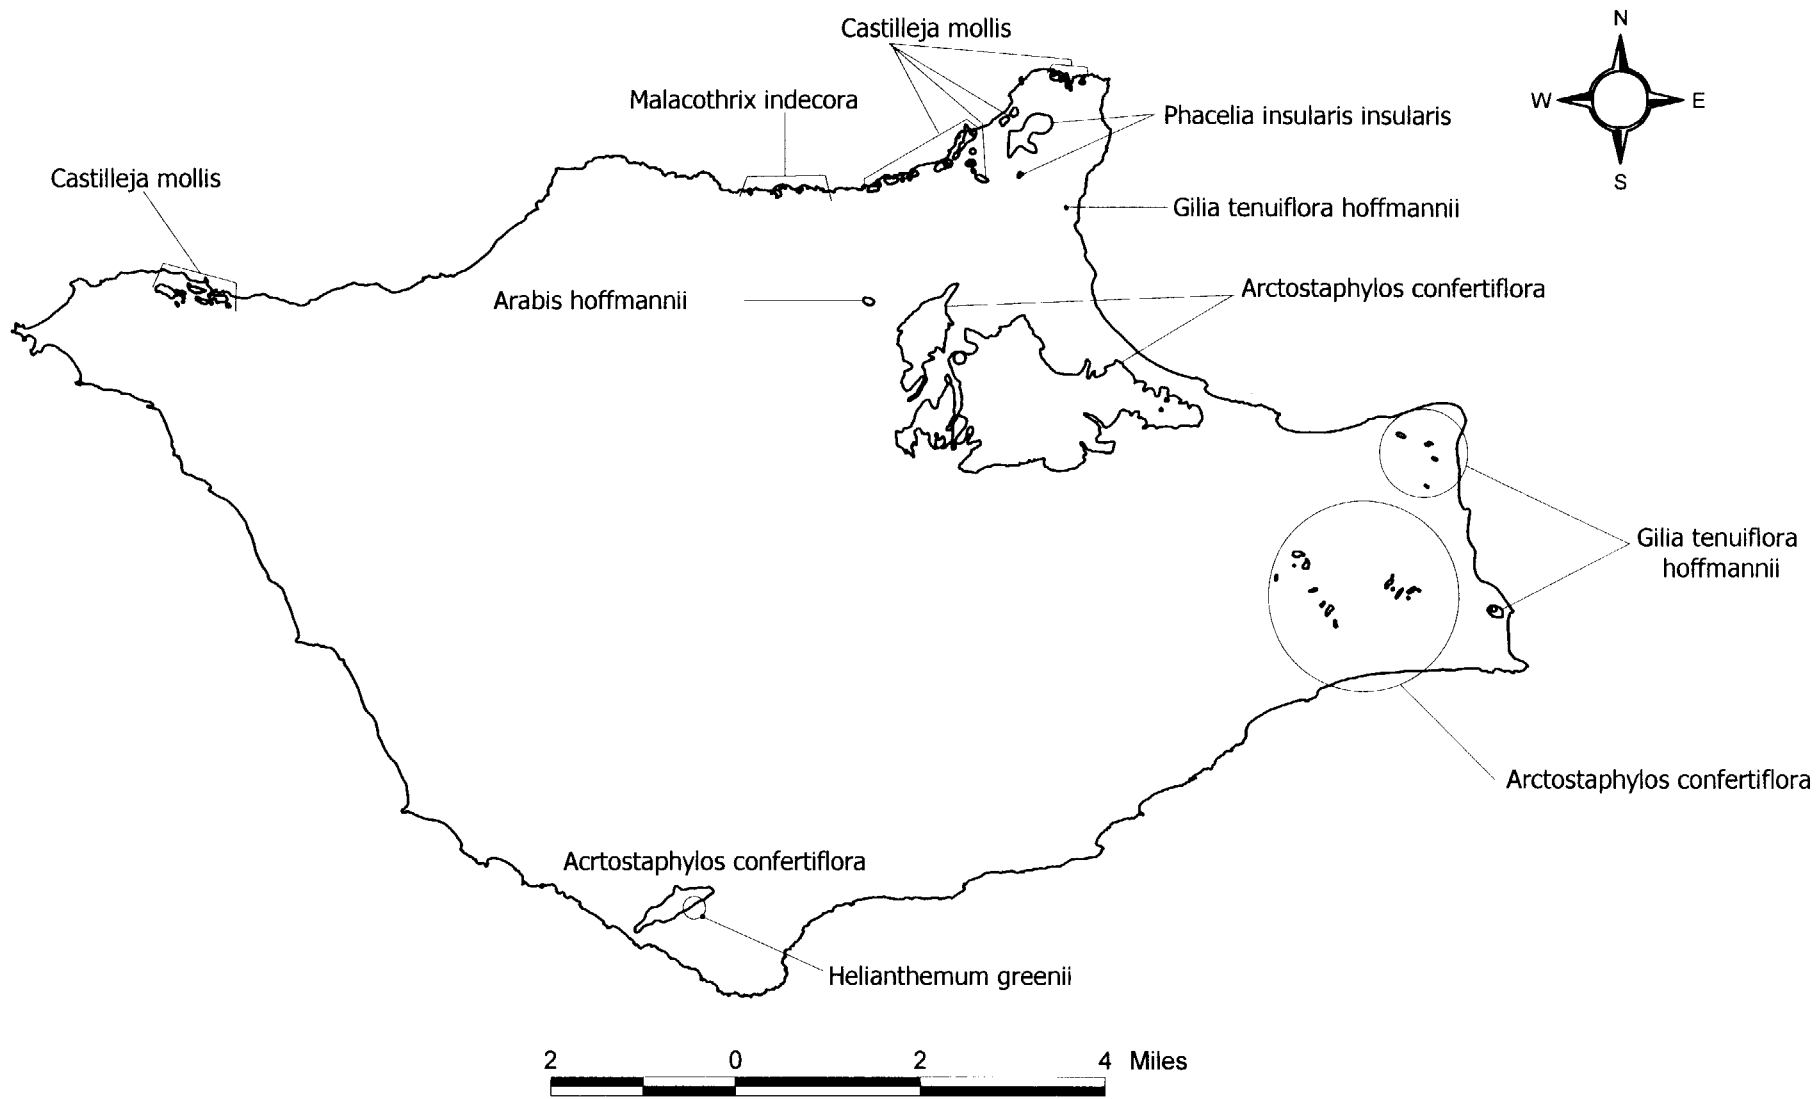 Castilleja mollis
N
Malacothrix indecora
W
E
Phacelia insularis insularis
Castilleja mollis
S
Gilia tenuiflora hoffmannii
Arabis hoffmannii
Arctostaphylos confertiflora
Gilia tenuiflora
hoffmannii
Arctostaphylos confertiflora
Acrtostaphylos confertiflora
Helianthemum greenii
2 0 2 4 Miles